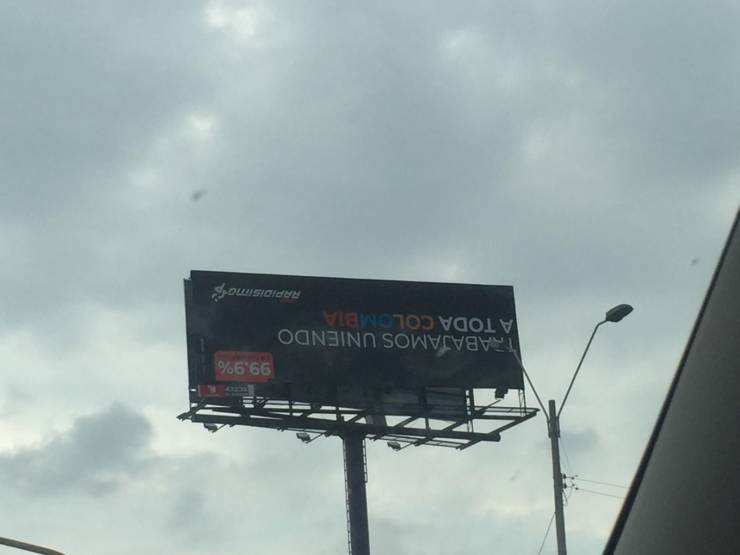 99.9%
TRABAJAMOS UNIENDO
A TODA COLOMBIA
RAPIDISIMO